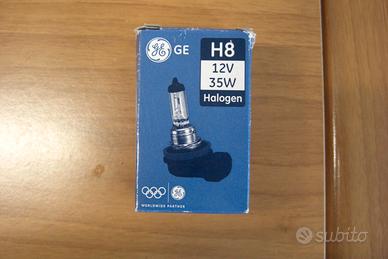 GE
H8
12V
35W
Halogen
WORLDWIDE PARTNER
subito